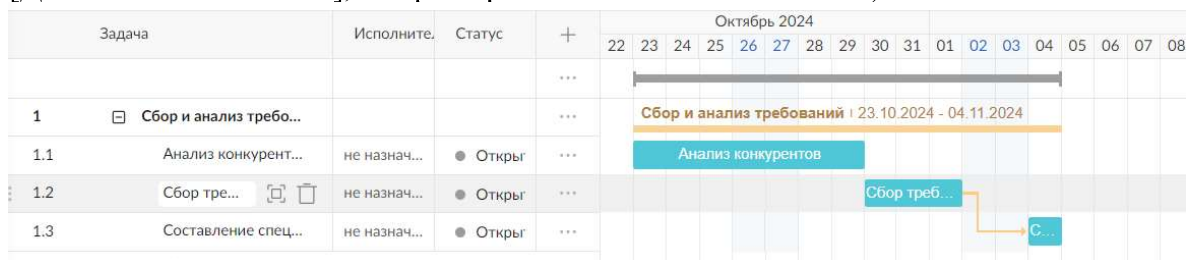 Октябрь 2024
Задача Исполните. Статус +
22 23 24 25 26 27 28 29 30 31 01 02 03 04 05 06 07 08
1 Сбор и анализ требо...
Сбор и анализ требований 23.10.2024 - 04.11.2024
1.1 Анализ конкурент... не назнач... Откры
Анализ конкурентов
1.2 Сбор тре... не назнач... Откры
Сбор треб...
1.3 Составление спец... не назнач... Откры
С...